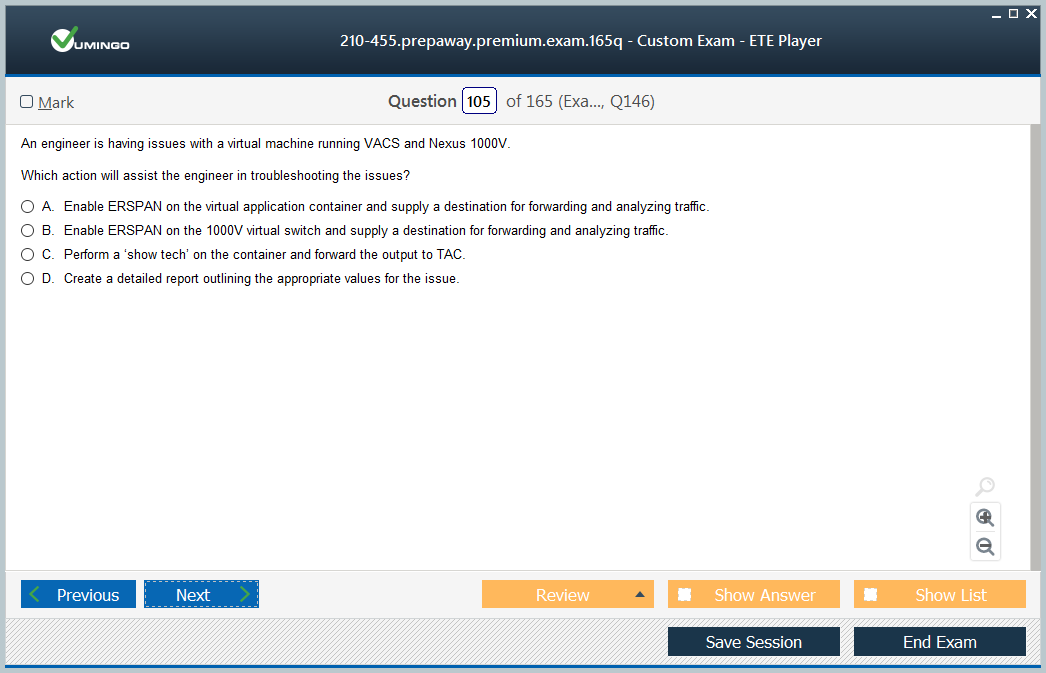 VUMINGO
210-455.prepaway.premium.exam.165q - Custom Exam - ETE Player
Mark
Question 105 of 165 (Exa..., Q146)
An engineer is having issues with a virtual machine running VACS and Nexus 1000V.
Which action will assist the engineer in troubleshooting the issues?
A. Enable ERSPAN on the virtual application container and supply a destination for forwarding and analyzing traffic.
B. Enable ERSPAN on the 1000V virtual switch and supply a destination for forwarding and analyzing traffic.
C. Perform a ‘show tech’ on the container and forward the output to TAC.
D. Create a detailed report outlining the appropriate values for the issue.
Previous Next Review Show Answer Show List
Save Session End Exam